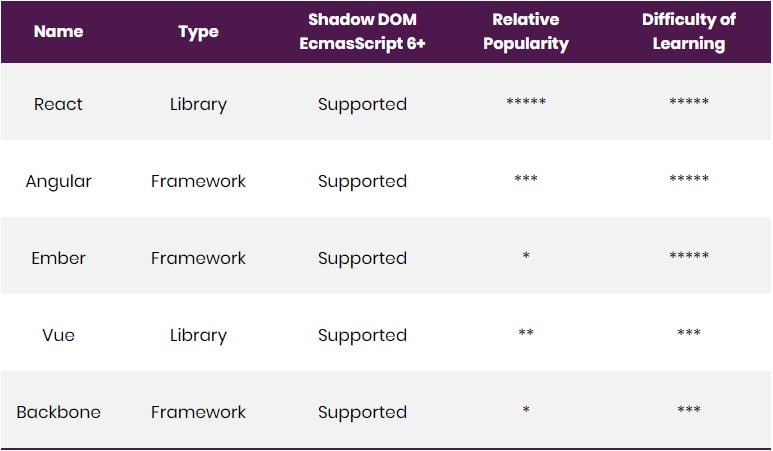 Name Type Shadow DOM EcmasScript 6+ Relative Popularity Difficulty of Learning
React Library Supported ***** *****
Angular Framework Supported *** *****
Ember Framework Supported * *****
Vue Library Supported ** ***
Backbone Framework Supported * ***